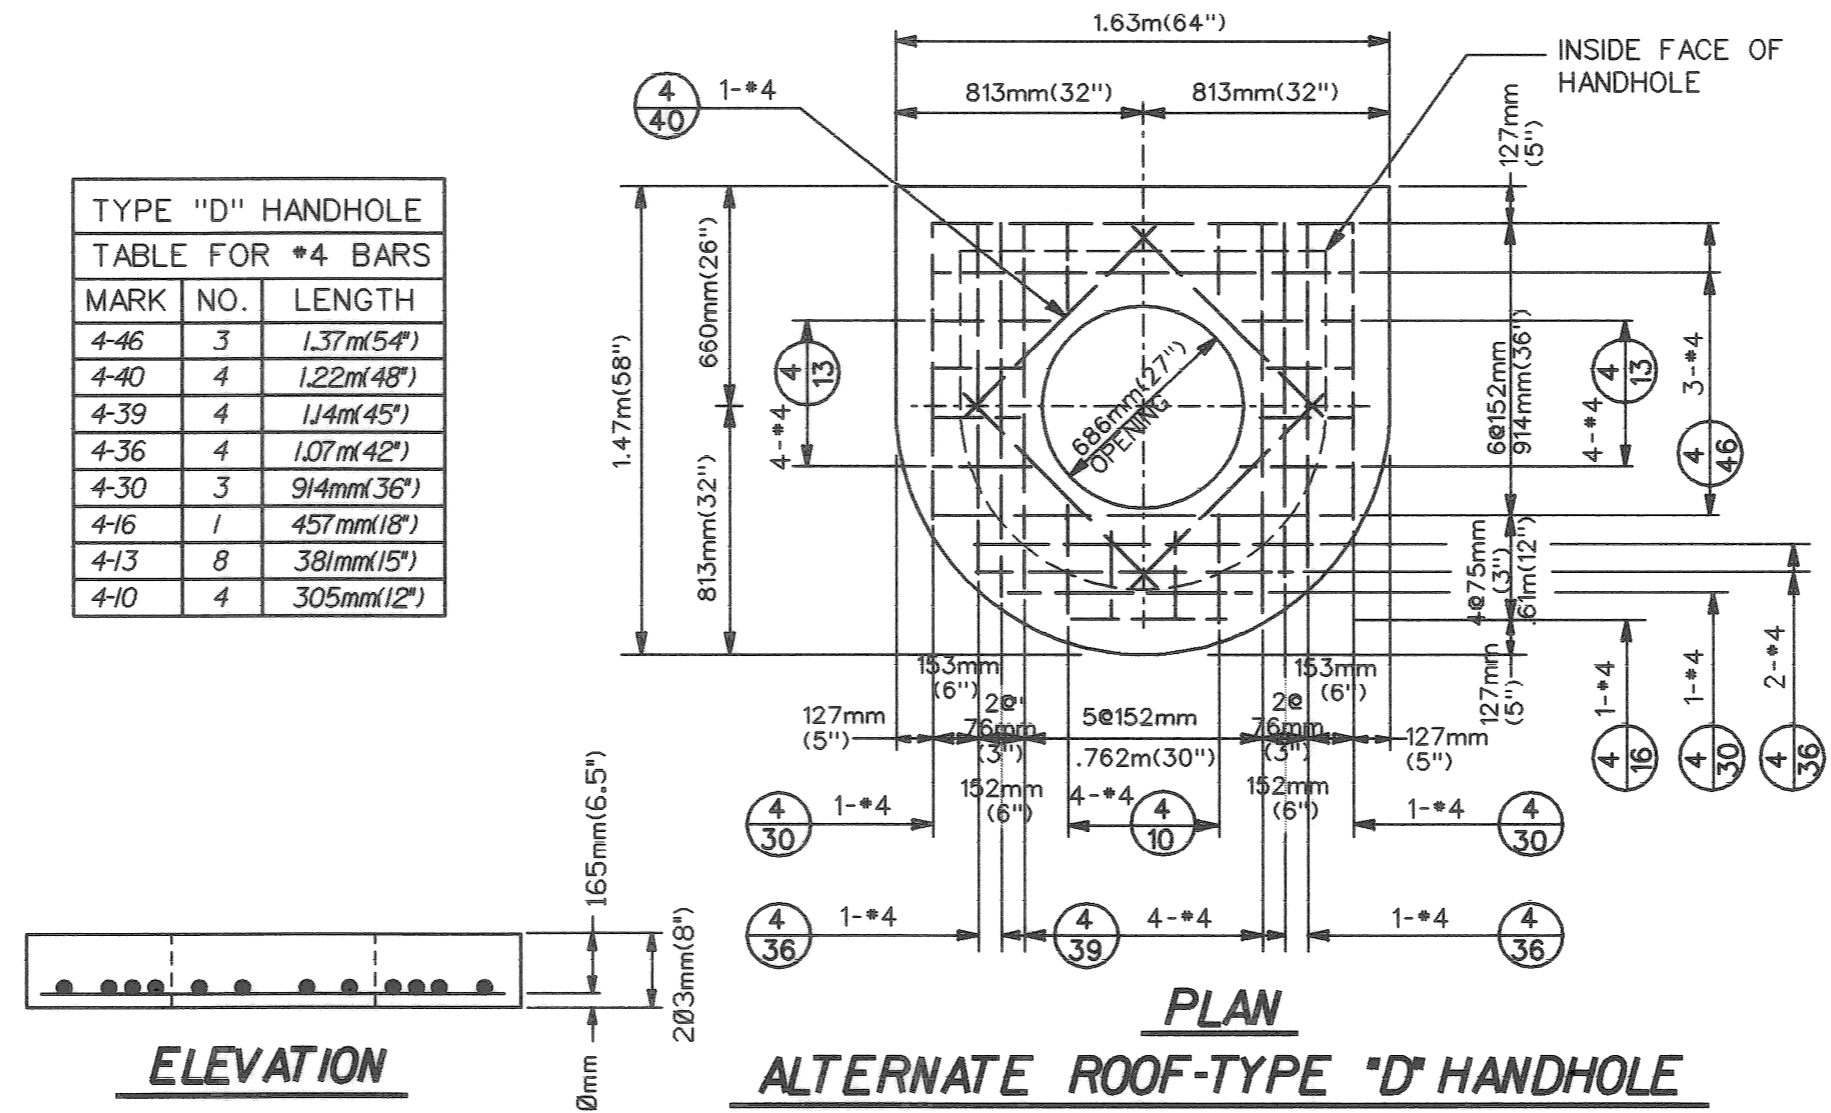 TYPE "D" HANDHOLE
TABLE FOR #4 BARS
MARK NO. LENGTH
4-46 3 1.37m(54")
4-40 4 1.22m(48")
4-39 4 1.14m(45")
4-36 4 1.07m(42")
4-30 3 914mm(36")
4-16 1 457mm(18")
4-13 8 381mm(15")
4-10 4 305mm(12")
1.63m(64")
813mm(32") 813mm(32")
INSIDE FACE OF
HANDHOLE
4
40
1-#4
127mm
(5")
1.47m(58")
660mm(26")
813mm(32")
4
13
4-#4
686mm(27")
OPENING
6@152mm
914mm(36")
4
13
4-#4
3-#4
4
46
4@75mm
(3")
.61m(12")
127mm
(5")
1-#4
4
16
1-#4
4
30
2-#4
4
36
153mm
(6")
153mm
(6")
127mm
(5")
2@"
76mm
(3")
5@152mm
.762m(30")
2@
76mm
(3")
127mm
(5")
152mm
(6")
152mm
(6")
4
30
1-#4
4-#4
4
10
1-#4
4
30
4
36
1-#4
4
39
4-#4
1-#4
4
36
165mm(6.5")
203mm(8")
0mm
ELEVATION
PLAN
ALTERNATE ROOF-TYPE "D" HANDHOLE